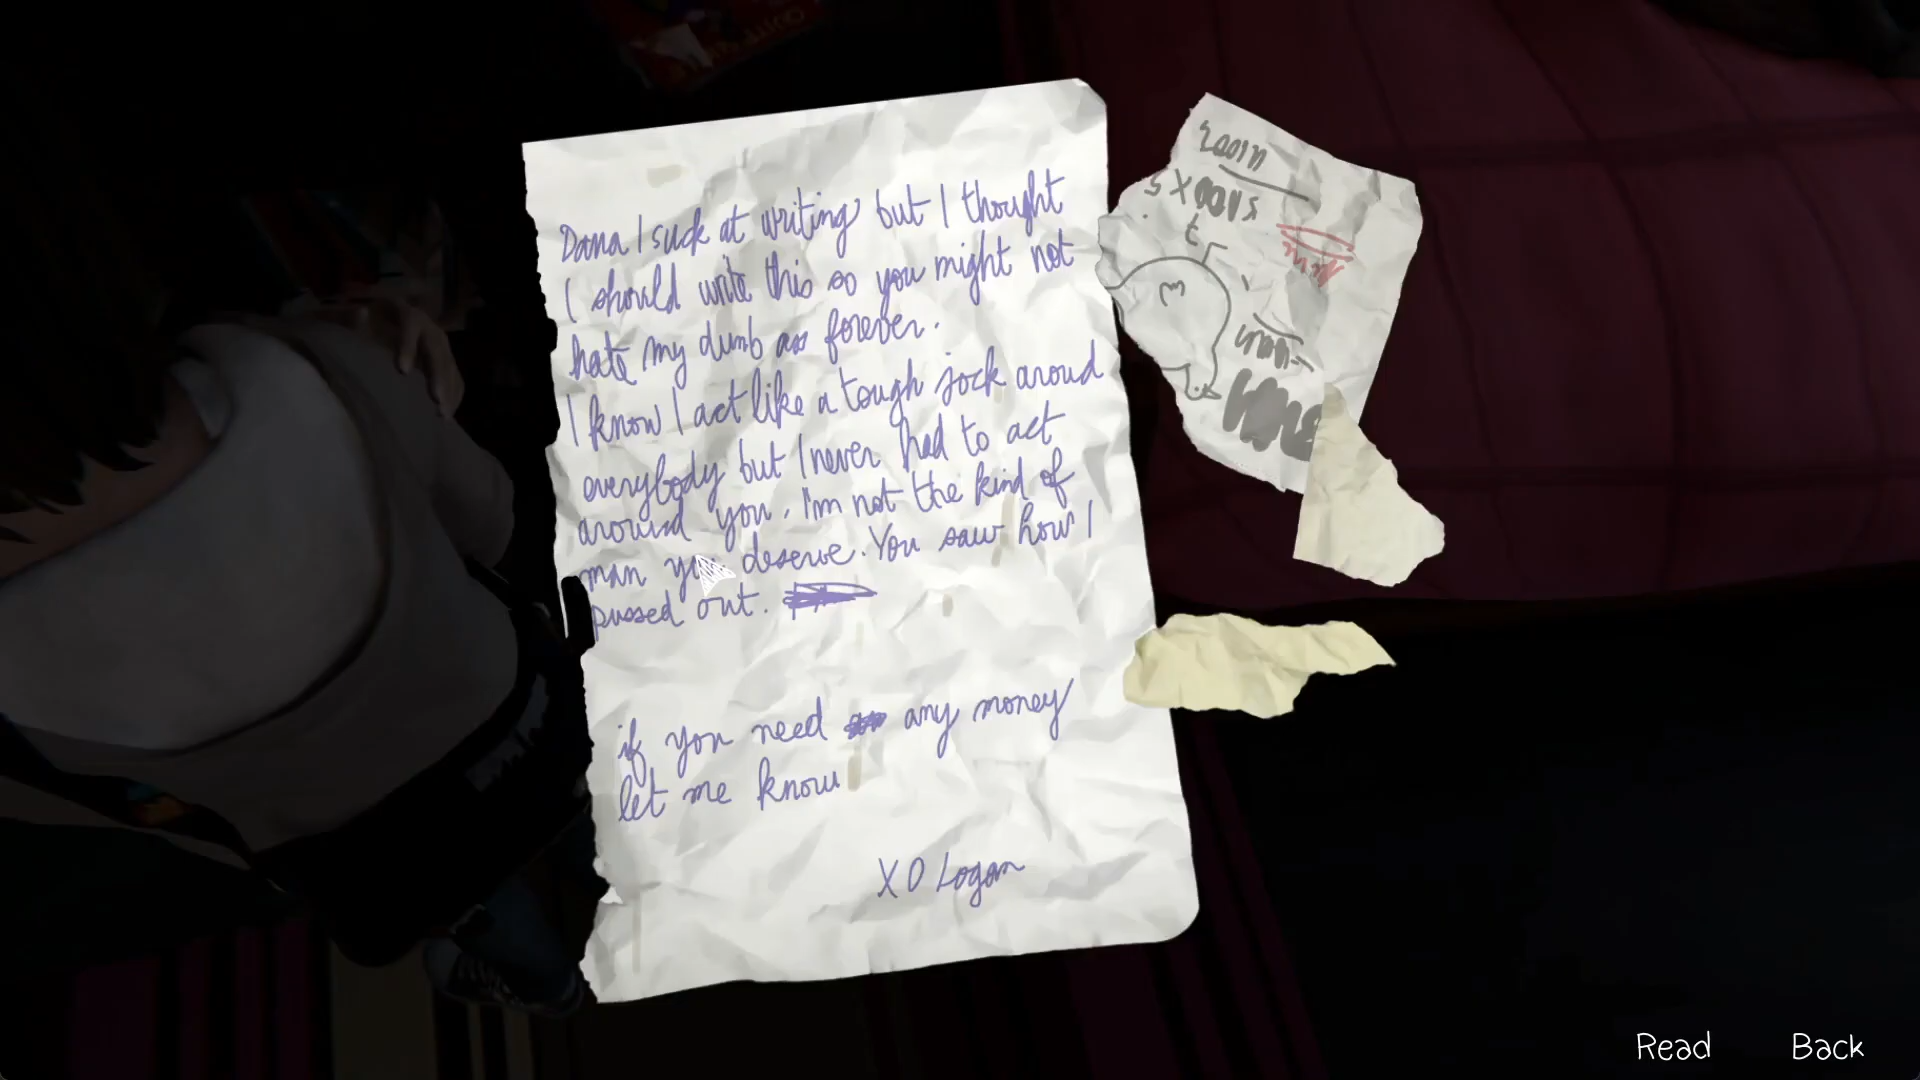 Dana I suck at writing but I thought
I should write this so you might not
hate my dumb ass forever.
I know I act like a tough jock aroud
everybody but I never had to act
around you. I'm not the kind of
man you deserve. You saw how I
pussed out.
if you need any money
let me know
XO Logan
room
Read Back